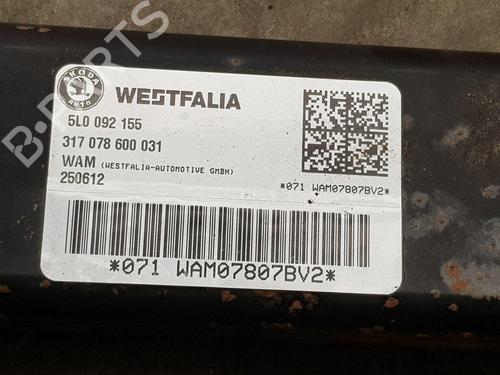 B-PARTS
SKODA
AUTO
WESTFALIA
5L0 092 155
317 078 600 031
WAM (WESTFALIA-AUTOMOTIVE GMBH)
250612
*071 WAM07807BV2*
*071 WAM07807BV2*